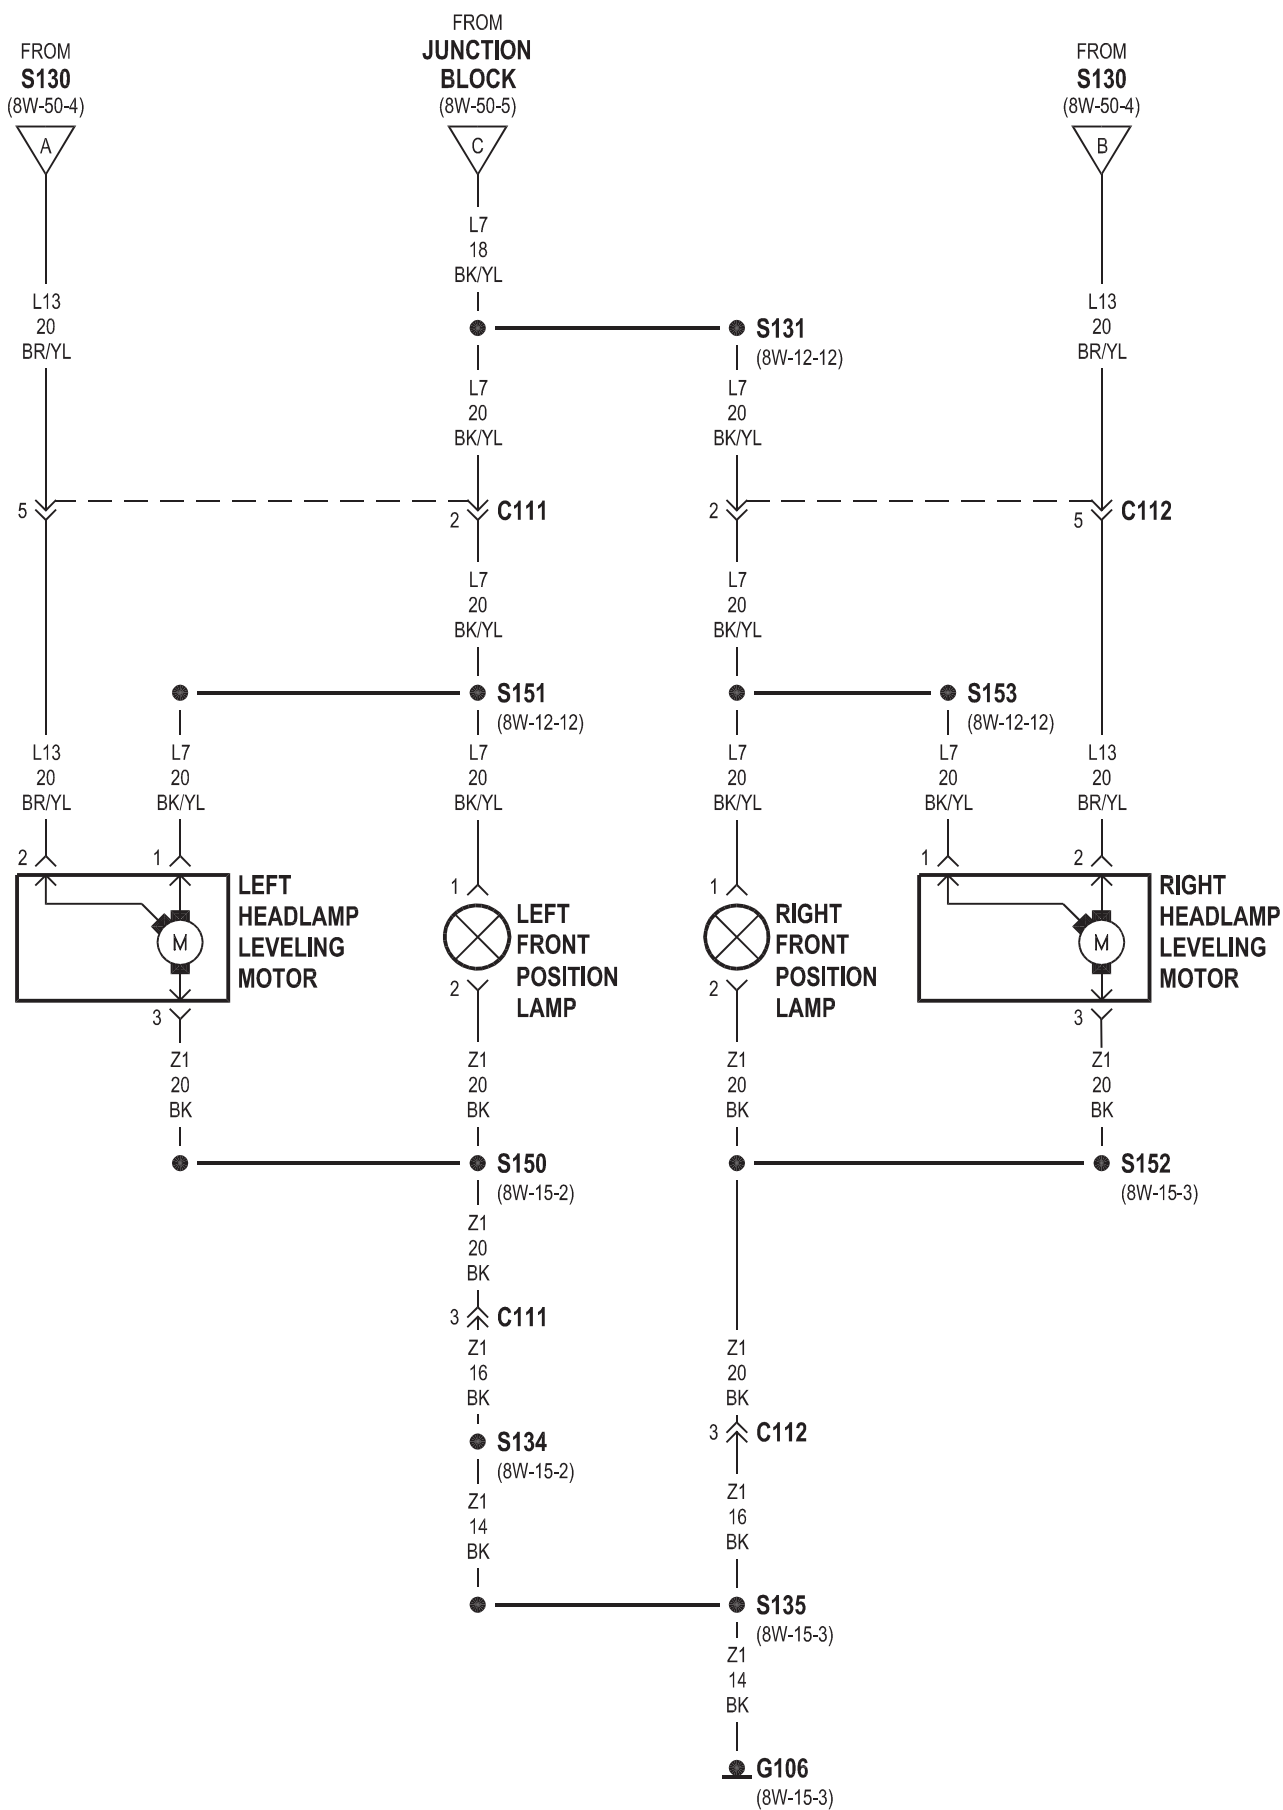 FROM
S130
(8W-50-4)
A
FROM
JUNCTION
BLOCK
(8W-50-5)
C
FROM
S130
(8W-50-4)
B
L7
18
BK/YL
L13
20
BR/YL
L13
20
BR/YL
S131
(8W-12-12)
L7
20
BK/YL
L7
20
BK/YL
5
2
C111
2
5
C112
L7
20
BK/YL
L7
20
BK/YL
S151
(8W-12-12)
S153
(8W-12-12)
L13
20
BR/YL
L7
20
BK/YL
L7
20
BK/YL
L7
20
BK/YL
L7
20
BK/YL
L13
20
BR/YL
2
1
M
3
LEFT
HEADLAMP
LEVELING
MOTOR
1
2
LEFT
FRONT
POSITION
LAMP
1
2
RIGHT
FRONT
POSITION
LAMP
1
2
M
3
RIGHT
HEADLAMP
LEVELING
MOTOR
Z1
20
BK
Z1
20
BK
Z1
20
BK
Z1
20
BK
S150
(8W-15-2)
S152
(8W-15-3)
Z1
20
BK
3
C111
Z1
16
BK
Z1
20
BK
3
C112
S134
(8W-15-2)
Z1
14
BK
Z1
16
BK
S135
(8W-15-3)
Z1
14
BK
G106
(8W-15-3)